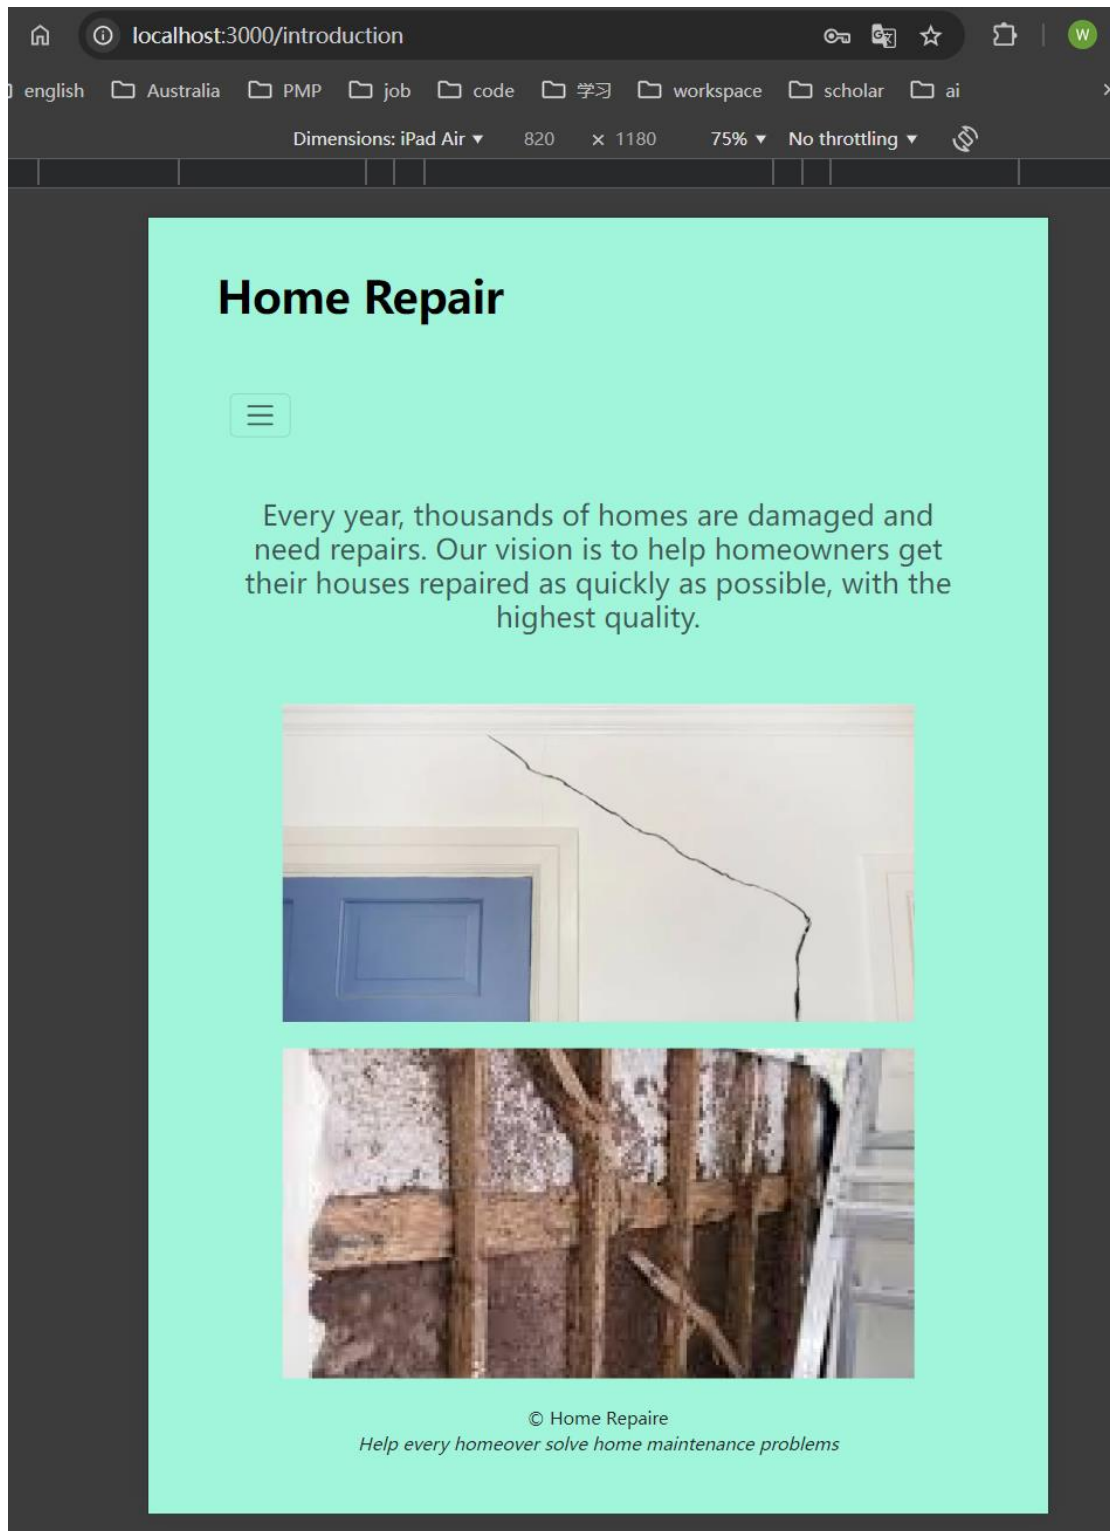 localhost:3000/introduction
W
english Australia PMP job code 学习 workspace scholar ai
Dimensions: iPad Air ▼ 820 × 1180 75% ▼ No throttling ▼
Home Repair
Every year, thousands of homes are damaged and
need repairs. Our vision is to help homeowners get
their houses repaired as quickly as possible, with the
highest quality.
© Home Repaire
Help every homeover solve home maintenance problems